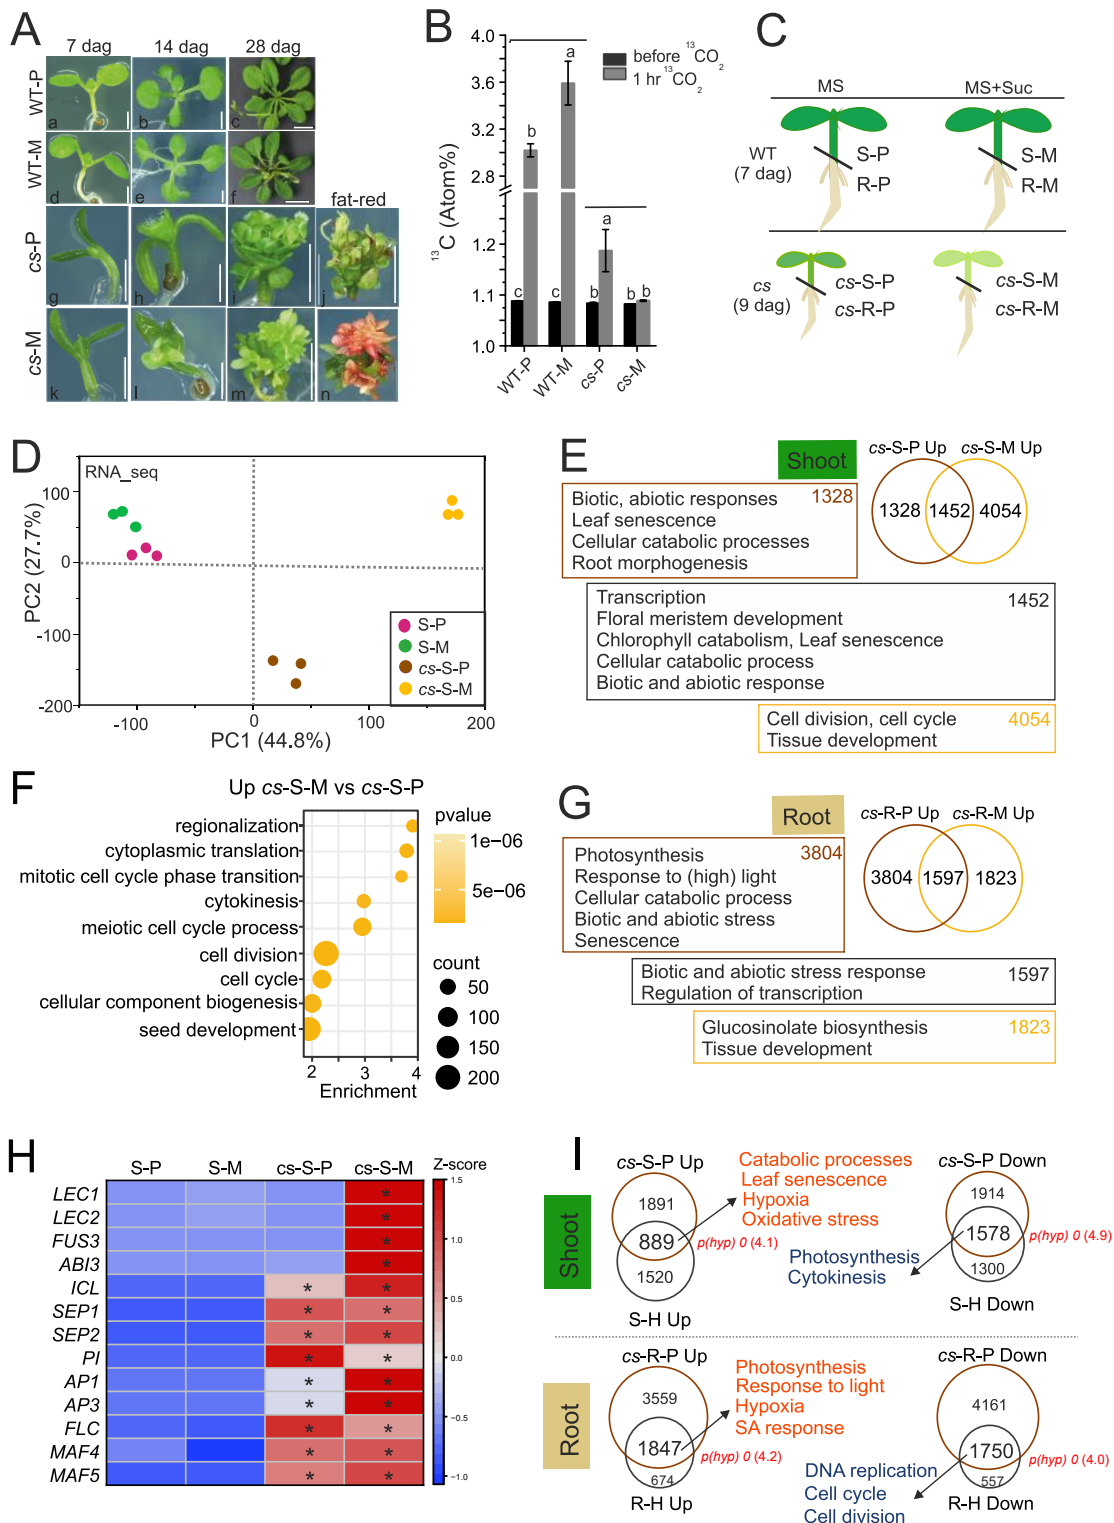 A
7 dag
14 dag
28 dag
WT-P
a
b
c
WT-M
d
e
f
fat-red
cs-P
g
h
i
j
cs-M
k
l
m
n
B
before 13CO2
1 hr 13CO2
13C (Atom%)
4.0
3.6
3.2
2.8
1.2
1.1
1.0
c
b
c
a
b
a
b
b
WT-P
WT-M
cs-P
cs-M
C
MS
MS+Suc
WT
(7 dag)
S-P
R-P
S-M
R-M
cs
(9 dag)
cs-S-P
cs-R-P
cs-S-M
cs-R-M
D
RNA_seq
PC2 (27.7%)
100
0
-100
-200
-100
0
100
200
PC1 (44.8%)
S-P
S-M
cs-S-P
cs-S-M
E
Shoot
cs-S-P Up
cs-S-M Up
1328
1452
4054
Biotic, abiotic responses
1328
Leaf senescence
Cellular catabolic processes
Root morphogenesis
Transcription
1452
Floral meristem development
Chlorophyll catabolism, Leaf senescence
Cellular catabolic process
Biotic and abiotic response
Cell division, cell cycle
4054
Tissue development
F
Up cs-S-M vs cs-S-P
regionalization
cytoplasmic translation
mitotic cell cycle phase transition
cytokinesis
meiotic cell cycle process
cell division
cell cycle
cellular component biogenesis
seed development
2
3
4
Enrichment
pvalue
1e−06
5e−06
count
50
100
150
200
G
Root
cs-R-P Up
cs-R-M Up
3804
1597
1823
Photosynthesis
3804
Response to (high) light
Cellular catabolic process
Biotic and abiotic stress
Senescence
Biotic and abiotic stress response
1597
Regulation of transcription
Glucosinolate biosynthesis
1823
Tissue development
H
S-P
S-M
cs-S-P
cs-S-M
Z-score
LEC1 *
LEC2 *
FUS3 *
ABI3 *
ICL * *
SEP1 * *
SEP2 * *
PI * *
AP1 * *
AP3 * *
FLC * *
MAF4 * *
MAF5 * *
1.5
1.0
0.5
0.0
−0.5
−1.0
I
Shoot
cs-S-P Up
1891
889
1520
S-H Up
Catabolic processes
Leaf senescence
Hypoxia
Oxidative stress
p(hyp) 0 (4.1)
cs-S-P Down
1914
1578
1300
S-H Down
p(hyp) 0 (4.9)
Photosynthesis
Cytokinesis
Root
cs-R-P Up
3559
1847
674
R-H Up
Photosynthesis
Response to light
Hypoxia
SA response
p(hyp) 0 (4.2)
cs-R-P Down
4161
1750
557
R-H Down
p(hyp) 0 (4.0)
DNA replication
Cell cycle
Cell division